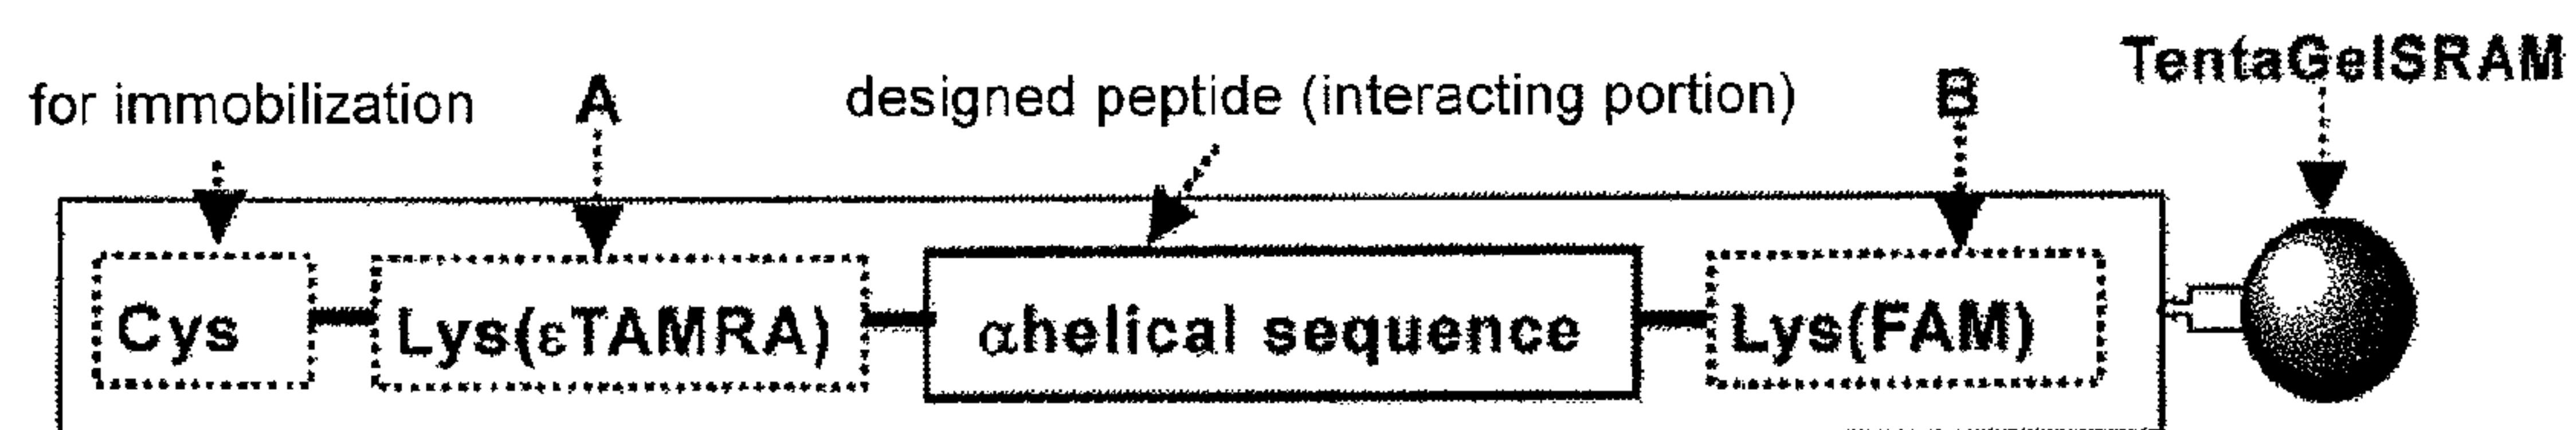 TentaGelSRAM
for immobilization A designed peptide (interacting portion) B
Cys Lys(εTAMRA) αhelical sequence Lys(FAM)